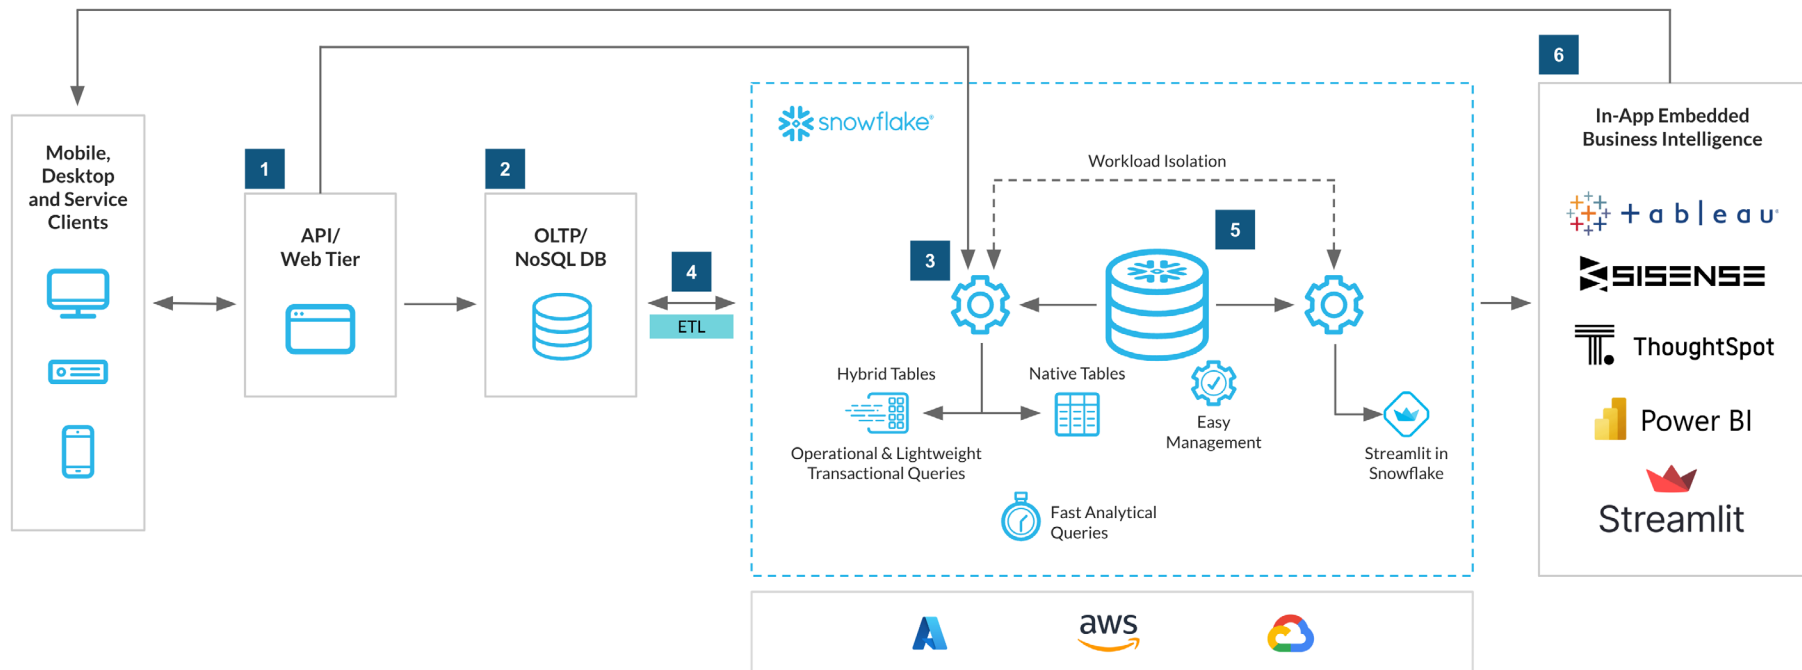 Mobile,
Desktop
and Service
Clients
1
API/
Web Tier
2
OLTP/
NoSQL DB
4
ETL
snowflake®
Workload Isolation
3
5
Hybrid Tables
Operational & Lightweight
Transactional Queries
Native Tables
Easy
Management
Fast Analytical
Queries
Streamlit in
Snowflake
aws
6
In-App Embedded
Business Intelligence
+ableau®
SISENSE
T. ThoughtSpot
Power BI
Streamlit